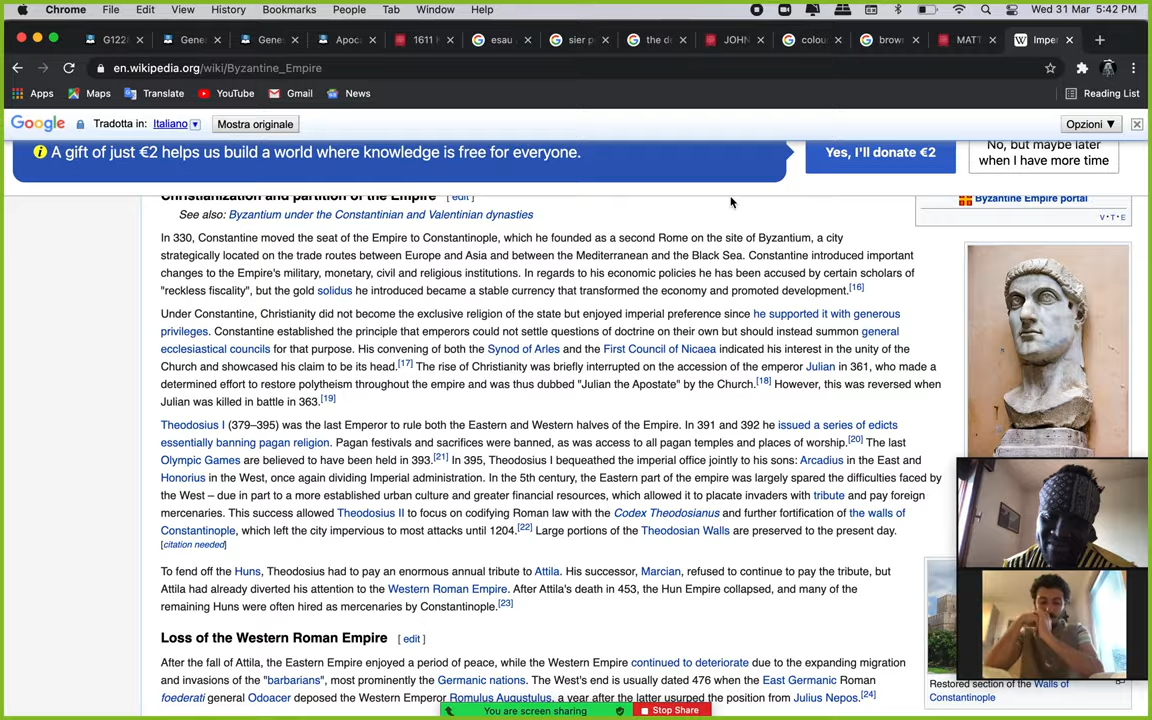 Chrome File Edit View History Bookmarks People Tab Window Help Wed 31 Mar 5:42 PM
G122 Gene Gene Apoca 1611 K esau sier p the d JOHN colou brow MATT Impe
en.wikipedia.org/wiki/Byzantine_Empire
Apps Maps Translate YouTube Gmail News Reading List
Google Tradotta in: Italiano Mostra originale Opzioni ▼
A gift of just €2 helps us build a world where knowledge is free for everyone.
Yes, I'll donate €2
No, but maybe later
when I have more time
Christianization and partition of the Empire [ edit ]
Byzantine Empire portal
V·T·E
See also: Byzantium under the Constantinian and Valentinian dynasties
In 330, Constantine moved the seat of the Empire to Constantinople, which he founded as a second Rome on the site of Byzantium, a city
strategically located on the trade routes between Europe and Asia and between the Mediterranean and the Black Sea. Constantine introduced important
changes to the Empire's military, monetary, civil and religious institutions. In regards to his economic policies he has been accused by certain scholars of
"reckless fiscality", but the gold solidus he introduced became a stable currency that transformed the economy and promoted development.[16]
Under Constantine, Christianity did not become the exclusive religion of the state but enjoyed imperial preference since he supported it with generous
privileges. Constantine established the principle that emperors could not settle questions of doctrine on their own but should instead summon general
ecclesiastical councils for that purpose. His convening of both the Synod of Arles and the First Council of Nicaea indicated his interest in the unity of the
Church and showcased his claim to be its head.[17] The rise of Christianity was briefly interrupted on the accession of the emperor Julian in 361, who made a
determined effort to restore polytheism throughout the empire and was thus dubbed "Julian the Apostate" by the Church.[18] However, this was reversed when
Julian was killed in battle in 363.[19]
Theodosius I (379–395) was the last Emperor to rule both the Eastern and Western halves of the Empire. In 391 and 392 he issued a series of edicts
essentially banning pagan religion. Pagan festivals and sacrifices were banned, as was access to all pagan temples and places of worship.[20] The last
Olympic Games are believed to have been held in 393.[21] In 395, Theodosius I bequeathed the imperial office jointly to his sons: Arcadius in the East and
Honorius in the West, once again dividing Imperial administration. In the 5th century, the Eastern part of the empire was largely spared the difficulties faced by
the West – due in part to a more established urban culture and greater financial resources, which allowed it to placate invaders with tribute and pay foreign
mercenaries. This success allowed Theodosius II to focus on codifying Roman law with the Codex Theodosianus and further fortification of the walls of
Constantinople, which left the city impervious to most attacks until 1204.[22] Large portions of the Theodosian Walls are preserved to the present day.
[citation needed]
To fend off the Huns, Theodosius had to pay an enormous annual tribute to Attila. His successor, Marcian, refused to continue to pay the tribute, but
Attila had already diverted his attention to the Western Roman Empire. After Attila's death in 453, the Hun Empire collapsed, and many of the
remaining Huns were often hired as mercenaries by Constantinople.[23]
Loss of the Western Roman Empire [ edit ]
After the fall of Attila, the Eastern Empire enjoyed a period of peace, while the Western Empire continued to deteriorate due to the expanding migration
and invasions of the "barbarians", most prominently the Germanic nations. The West's end is usually dated 476 when the East Germanic Roman
foederati general Odoacer deposed the Western Emperor Romulus Augustulus, a year after the latter usurped the position from Julius Nepos.[24]
Restored section of the Walls of
Constantinople
You are screen sharing Stop Share